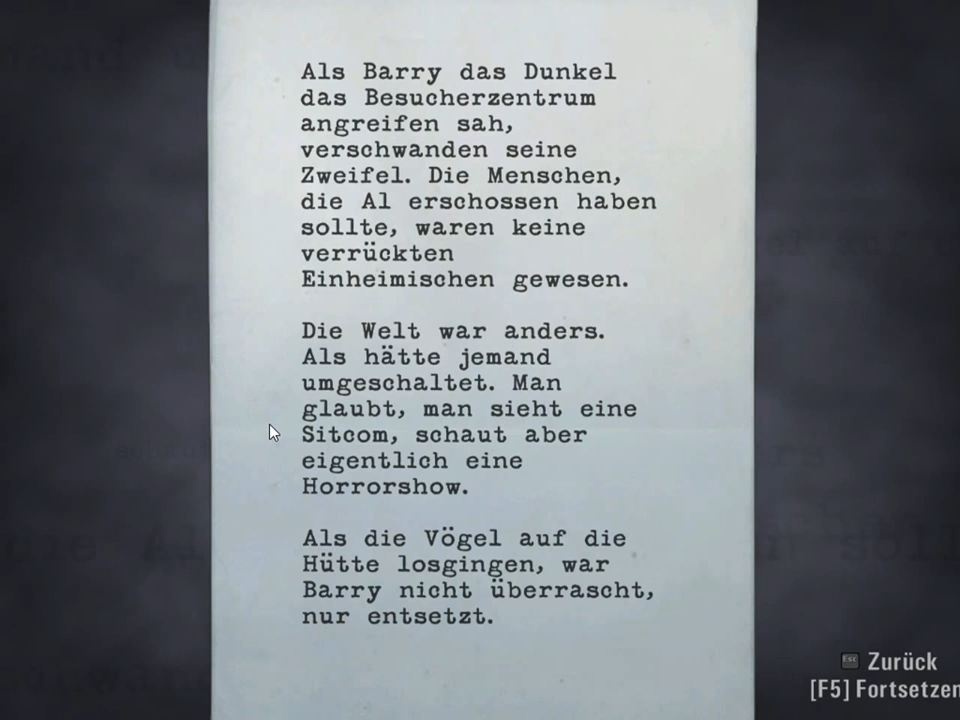 Als Barry das Dunkel
das Besucherzentrum
angreifen sah,
verschwanden seine
Zweifel. Die Menschen,
die Al erschossen haben
sollte, waren keine
verrückten
Einheimischen gewesen.
Die Welt war anders.
Als hätte jemand
umgeschaltet. Man
glaubt, man sieht eine
Sitcom, schaut aber
eigentlich eine
Horrorshow.
Als die Vögel auf die
Hütte losgingen, war
Barry nicht überrascht,
nur entsetzt.
Esc Zurück
[F5] Fortsetzen